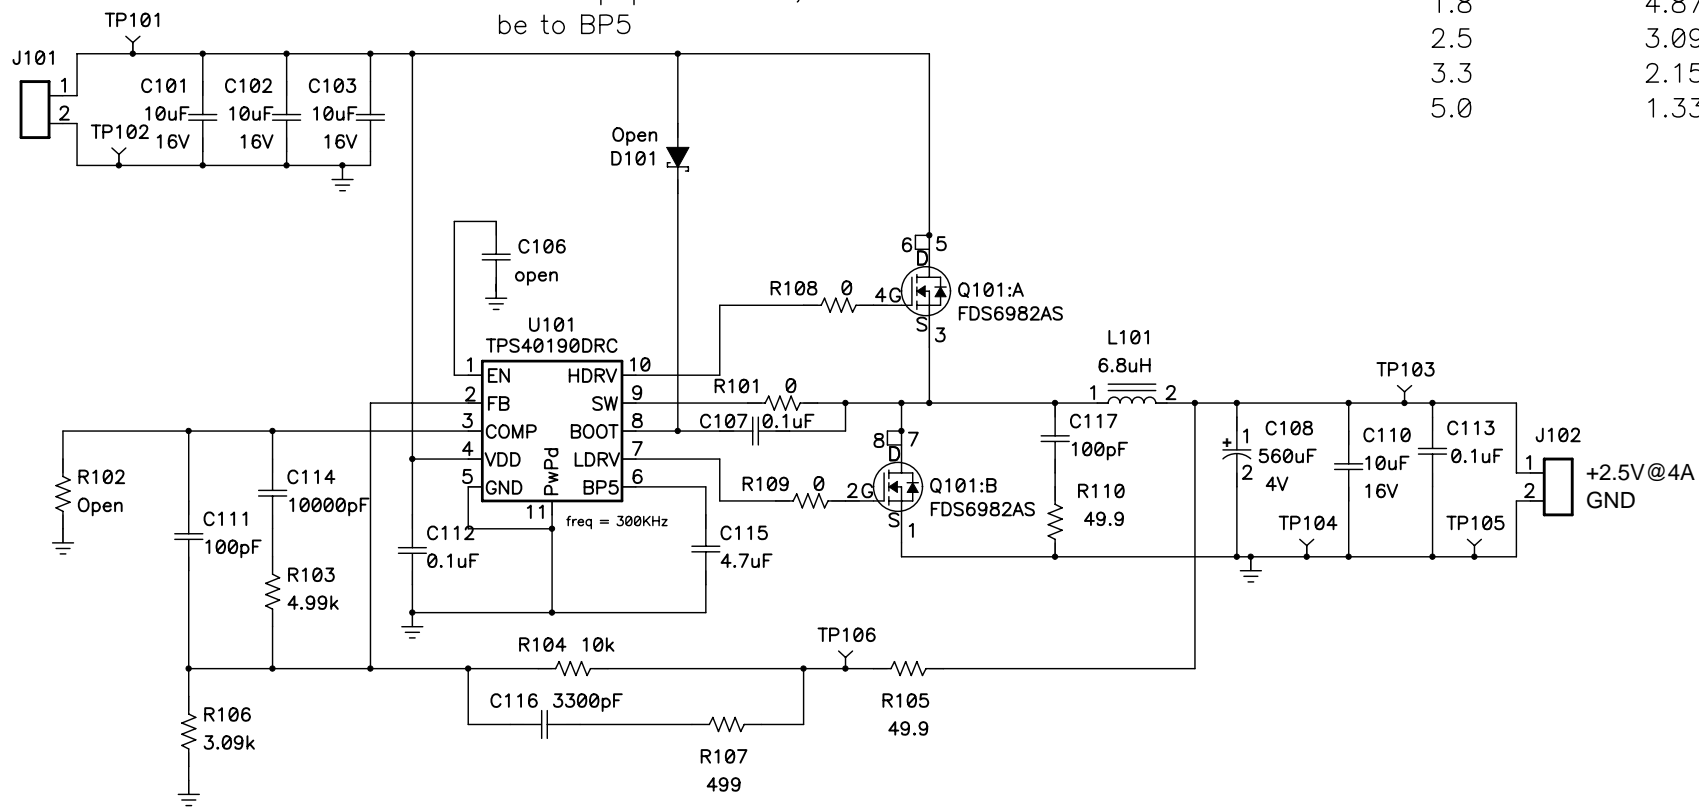 be to BP5
1.8 4.87
2.5 3.09
3.3 2.15
5.0 1.33
TP101
J101
1
2
C101
10uF
16V
C102
10uF
16V
C103
10uF
16V
TP102
Open
D101
C106
open
6 5
D
4G
S
3
Q101:A
FDS6982AS
R108 0
U101
TPS40190DRC
1 EN
2 FB
3 COMP
4 VDD
5 GND
HDRV 10
SW 9
BOOT 8
LDRV 7
BP5 6
PwPd
11
freq = 300KHz
R101 0
C107 0.1uF
R109 0
8 7
D
2G
S
1
Q101:B
FDS6982AS
L101
6.8uH
1 2
C117
100pF
R110
49.9
TP103
+ 1
2
C108
560uF
4V
C110
10uF
16V
C113
0.1uF
J102
1
2
+2.5V@4A
GND
TP104
TP105
R102
Open
C111
100pF
C114
10000pF
R103
4.99k
C112
0.1uF
C115
4.7uF
R104 10k
TP106
R105
49.9
C116 3300pF
R107
499
R106
3.09k